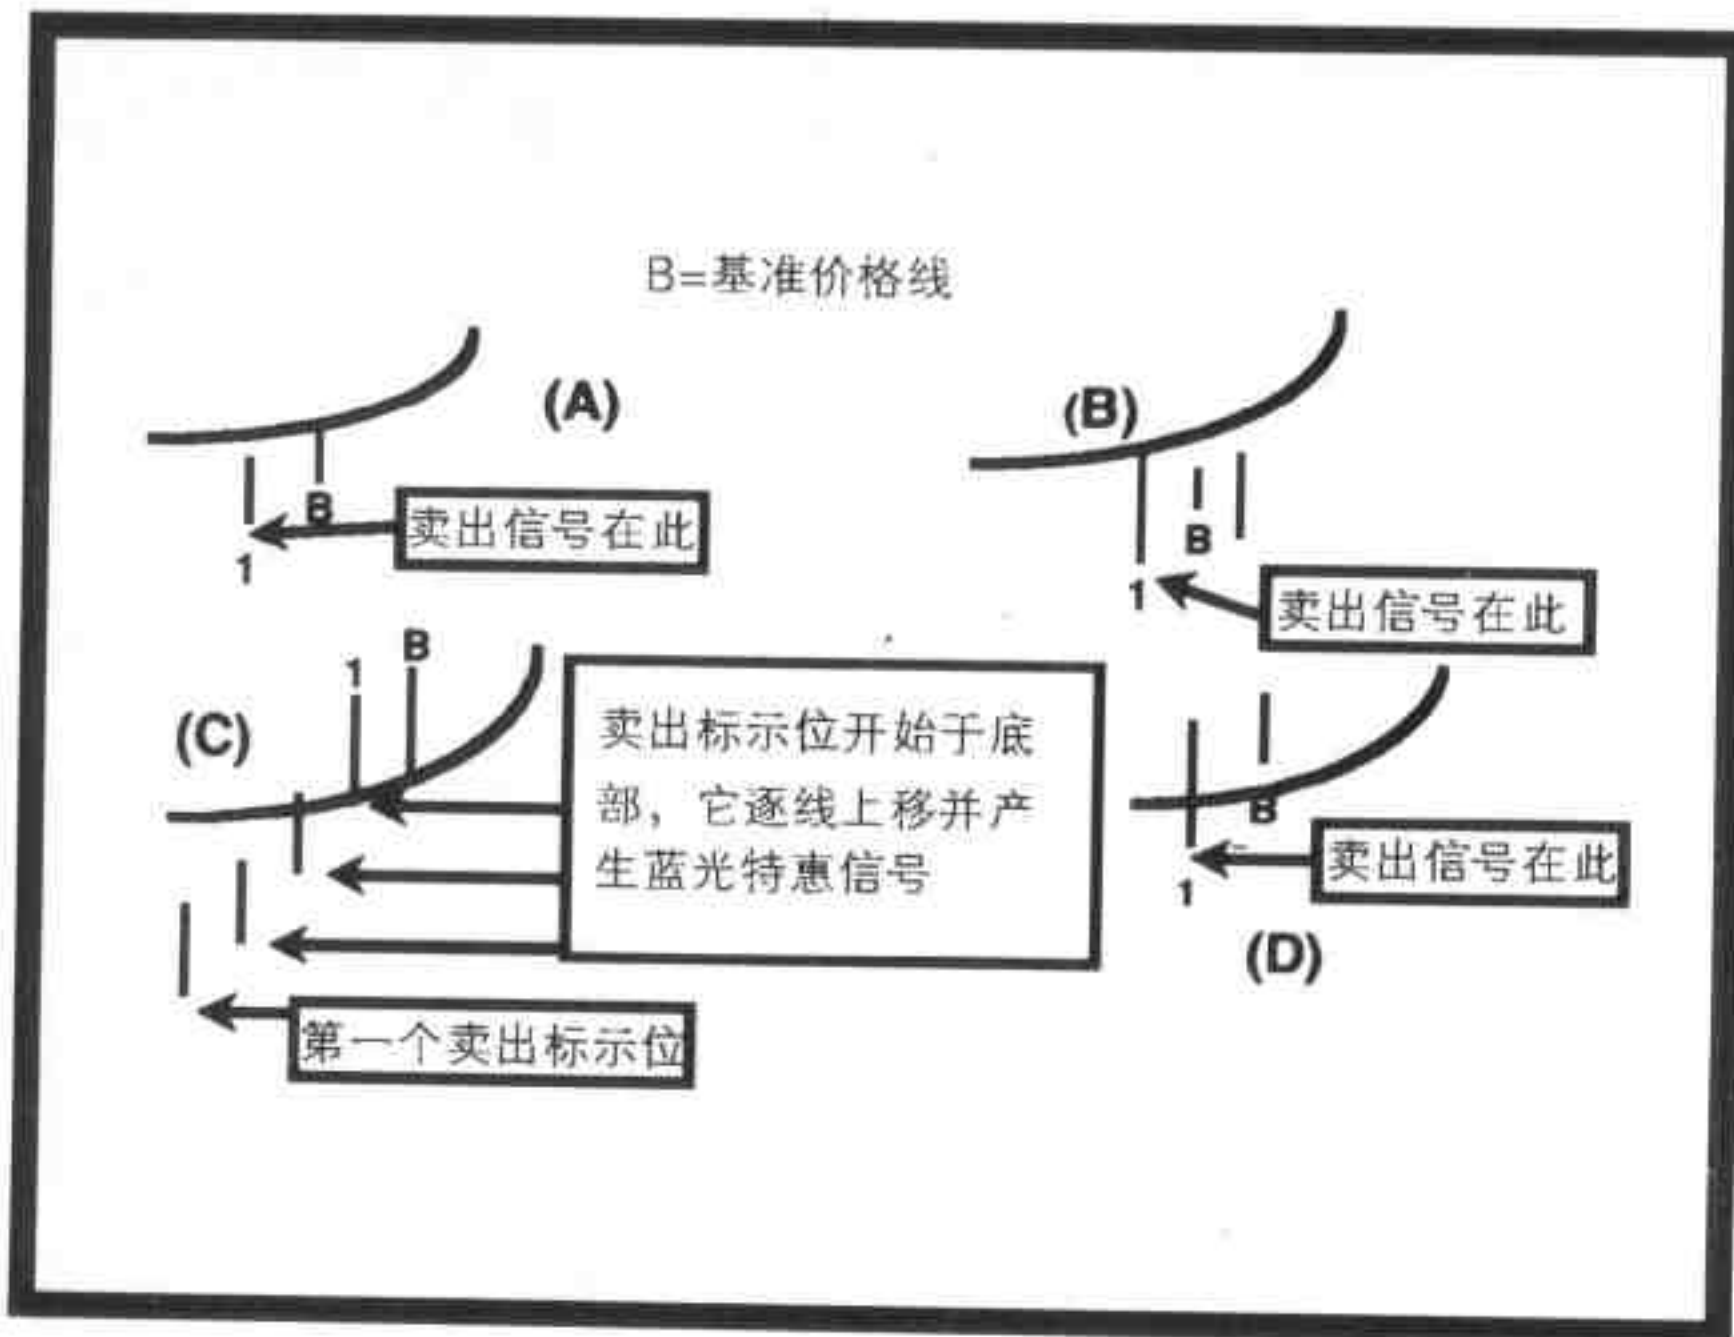 B=基准价格线
(A)
B
卖出信号在此
1
(B)
B
1
卖出信号在此
(C)
1
B
卖出标示位开始于底
部，它逐线上移并产
生蓝光特惠信号
第一个卖出标示位
B
卖出信号在此
1
(D)